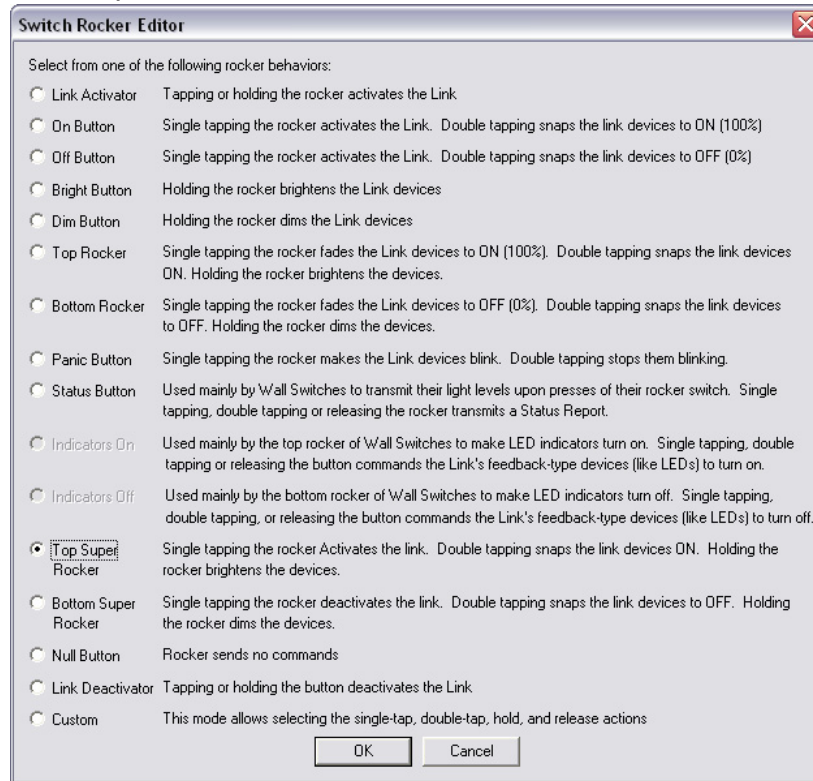 Switch Rocker Editor
Select from one of the following rocker behaviors:
Link Activator Tapping or holding the rocker activates the Link
On Button Single tapping the rocker activates the Link. Double tapping snaps the link devices to ON (100%)
Off Button Single tapping the rocker activates the Link. Double tapping snaps the link devices to OFF (0%)
Bright Button Holding the rocker brightens the Link devices
Dim Button Holding the rocker dims the Link devices
Top Rocker Single tapping the rocker fades the Link devices to ON (100%). Double tapping snaps the link devices
ON. Holding the rocker brightens the devices.
Bottom Rocker Single tapping the rocker fades the Link devices to OFF (0%). Double tapping snaps the link devices
to OFF. Holding the rocker dims the devices.
Panic Button Single tapping the rocker makes the Link devices blink. Double tapping stops them blinking.
Status Button Used mainly by Wall Switches to transmit their light levels upon presses of their rocker switch. Single
tapping, double tapping or releasing the rocker transmits a Status Report.
Indicators On Used mainly by the top rocker of Wall Switches to make LED indicators turn on. Single tapping, double
tapping or releasing the button commands the Link's feedback-type devices (like LEDs) to turn on.
Indicators Off Used mainly by the bottom rocker of Wall Switches to make LED indicators turn off. Single tapping,
double tapping, or releasing the button commands the Link's feedback-type devices (like LEDs) to turn off.
Top Super Single tapping the rocker Activates the link. Double tapping snaps the link devices ON. Holding the
Rocker rocker brightens the devices.
Bottom Super Single tapping the rocker deactivates the link. Double tapping snaps the link devices to OFF. Holding
Rocker the rocker dims the devices.
Null Button Rocker sends no commands
Link Deactivator Tapping or holding the button deactivates the Link
Custom This mode allows selecting the single-tap, double-tap, hold, and release actions
OK Cancel